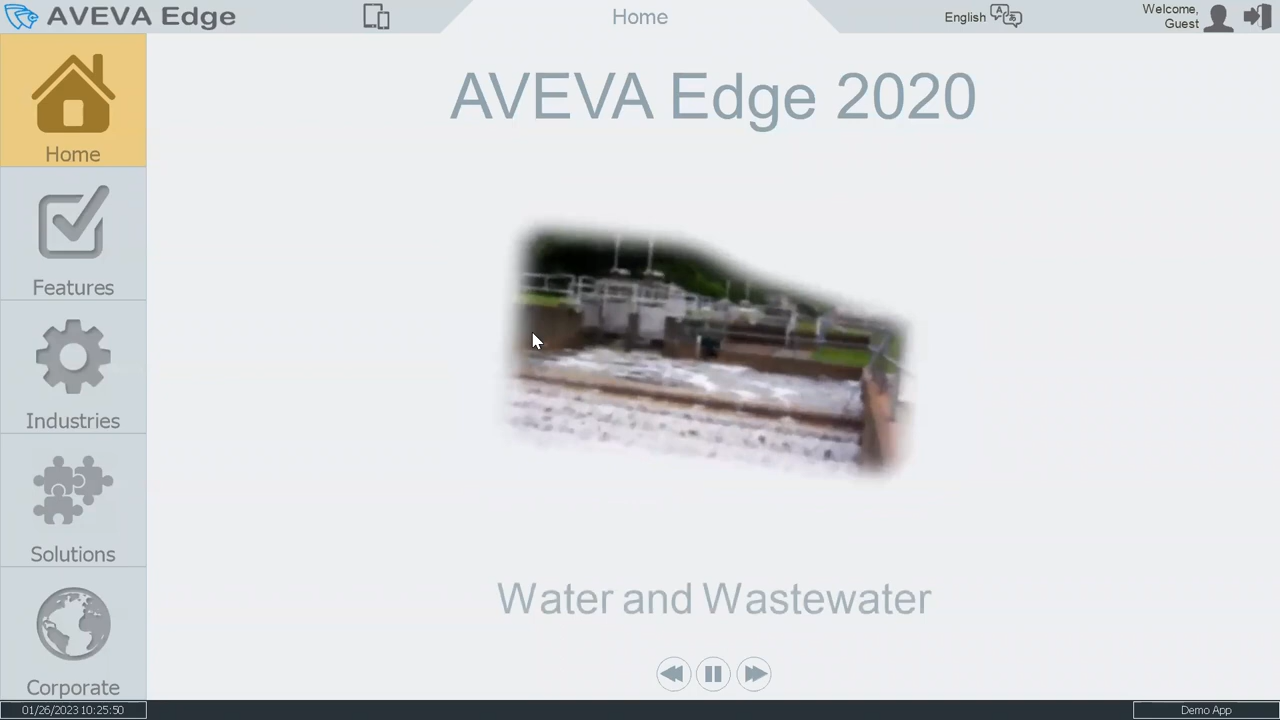 AVEVA Edge
Home
English
Welcome,
Guest
Home
Features
Industries
Solutions
Corporate
AVEVA Edge 2020
Water and Wastewater
01/26/2023 10:25:50
Demo App